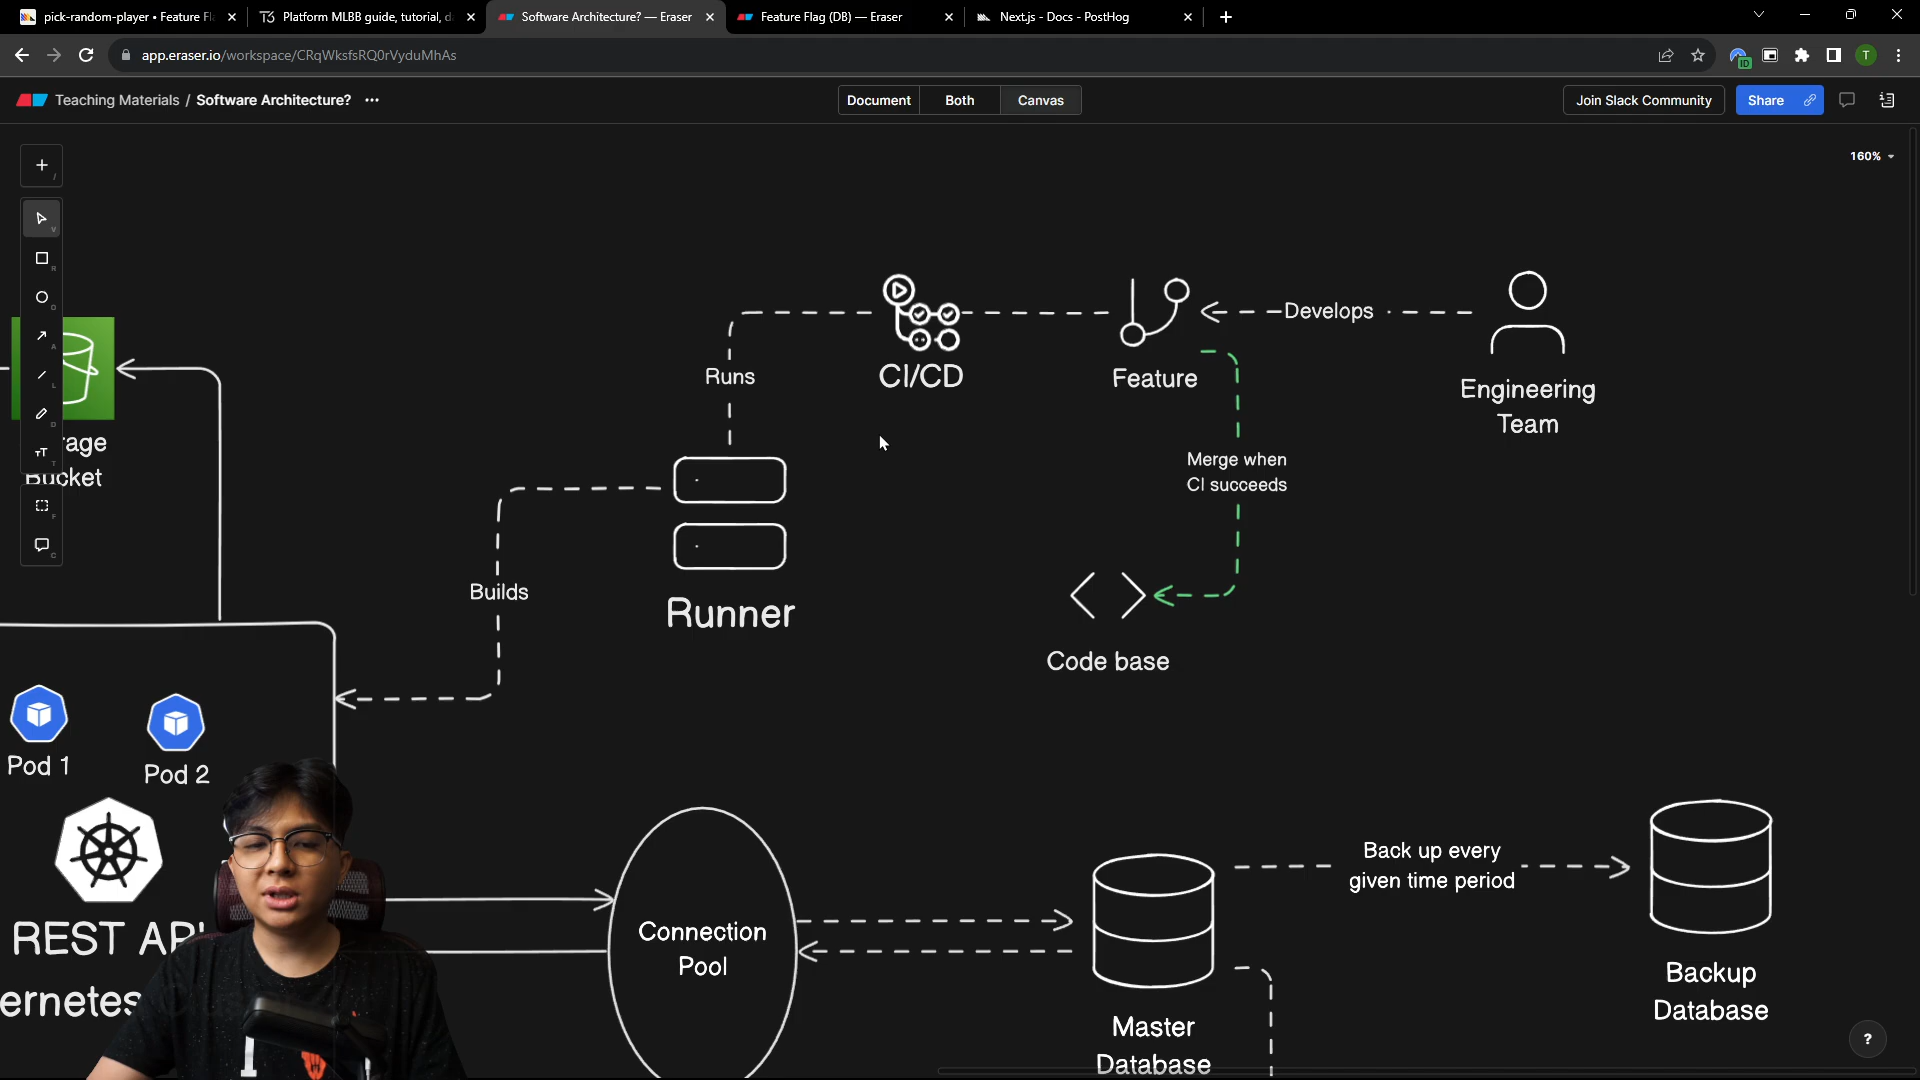 pick-random-player • Feature Fl
Platform MLBB guide, tutorial, d
Software Architecture? — Eraser
Feature Flag (DB) — Eraser
Next.js - Docs - PostHog
app.eraser.io/workspace/CRqWksfsRQ0rVyduMhAs
ID
T
Teaching Materials / Software Architecture? •••
Document
Both
Canvas
Join Slack Community
Share
160%
/
V
R
O
A
L
D
T
F
C
rage
Bucket
Runs
CI/CD
Feature
Develops
Engineering
Team
Merge when
CI succeeds
Builds
Runner
Code base
Pod 1
Pod 2
REST API
ernetes
Connection
Pool
Back up every
given time period
Master
Database
Backup
Database
?